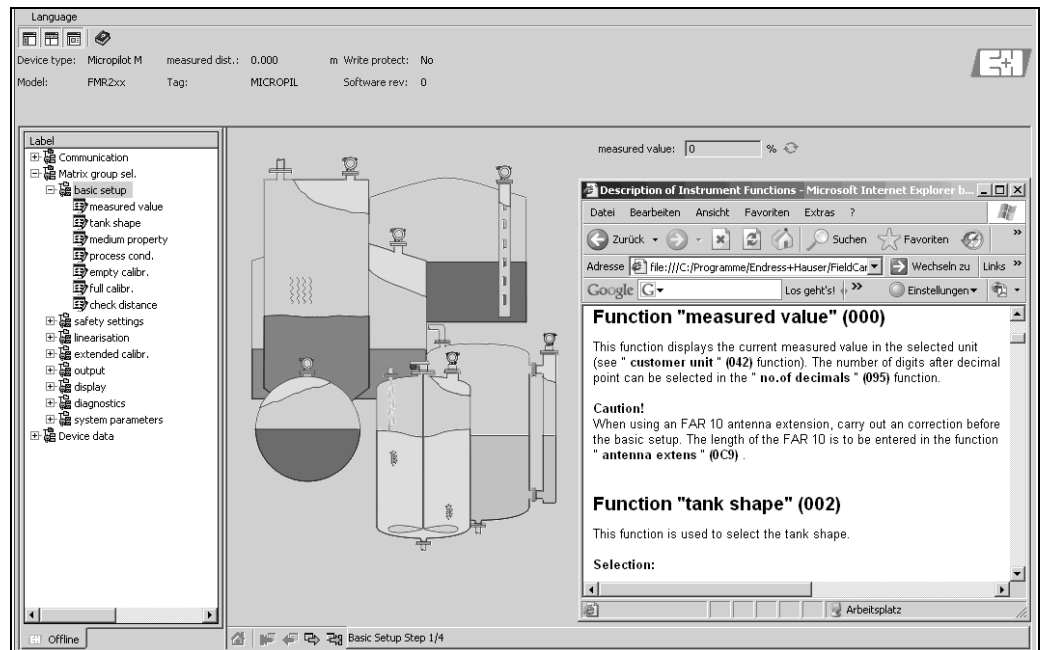 Language
Device type: Micropilot M measured dist.: 0.000 m Write protect: No
Model: FMR2xx Tag: MICROPIL Software rev: 0
E+H
Label
Communication
Matrix group sel.
basic setup
measured value
tank shape
medium property
process cond.
empty calibr.
full calibr.
check distance
safety settings
linearisation
extended calibr.
output
display
diagnostics
system parameters
Device data
Offline
measured value: 0 %
Description of Instrument Functions - Microsoft Internet Explorer b...
Datei Bearbeiten Ansicht Favoriten Extras ?
Zurück Suchen Favoriten »
Adresse file:///C:/Programme/Endress+Hauser/FieldCar Wechseln zu Links »
Google G Los geht's! » Einstellungen
Function "measured value" (000)
This function displays the current measured value in the selected unit
(see " customer unit " (042) function). The number of digits after decimal
point can be selected in the " no.of decimals " (095) function.
Caution!
When using an FAR 10 antenna extension, carry out an correction before
the basic setup. The length of the FAR 10 is to be entered in the function
" antenna extens " (0C9) .
Function "tank shape" (002)
This function is used to select the tank shape.
Selection:
Arbeitsplatz
Basic Setup Step 1/4